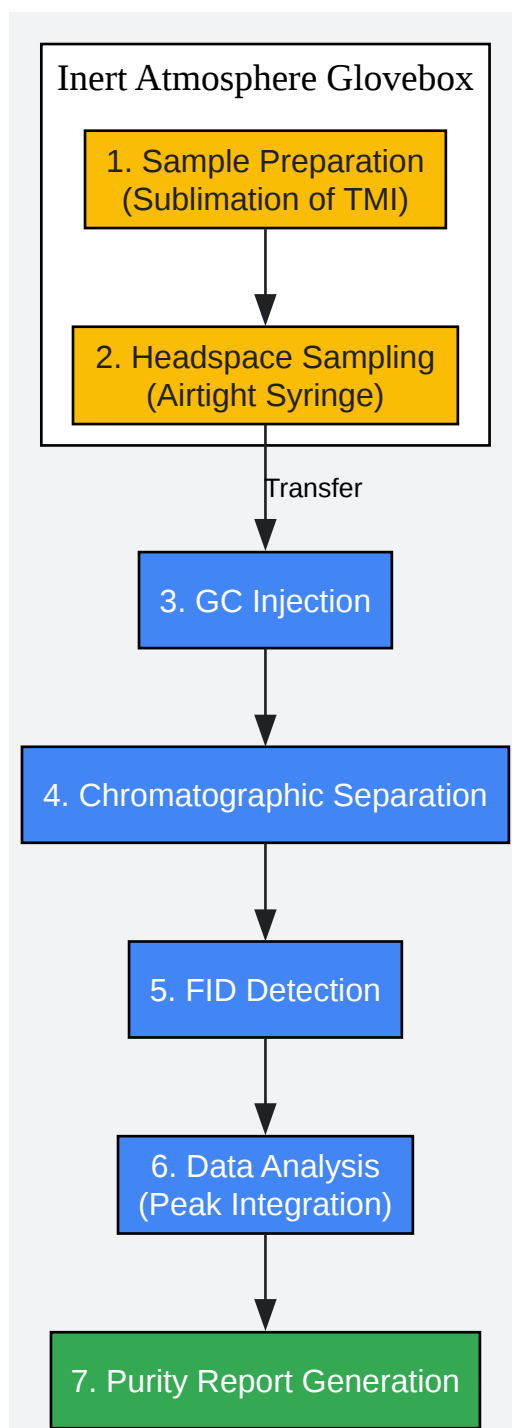 Inert Atmosphere Glovebox
1. Sample Preparation
(Sublimation of TMI)
2. Headspace Sampling
(Airtight Syringe)
Transfer
3. GC Injection
4. Chromatographic Separation
5. FID Detection
6. Data Analysis
(Peak Integration)
7. Purity Report Generation